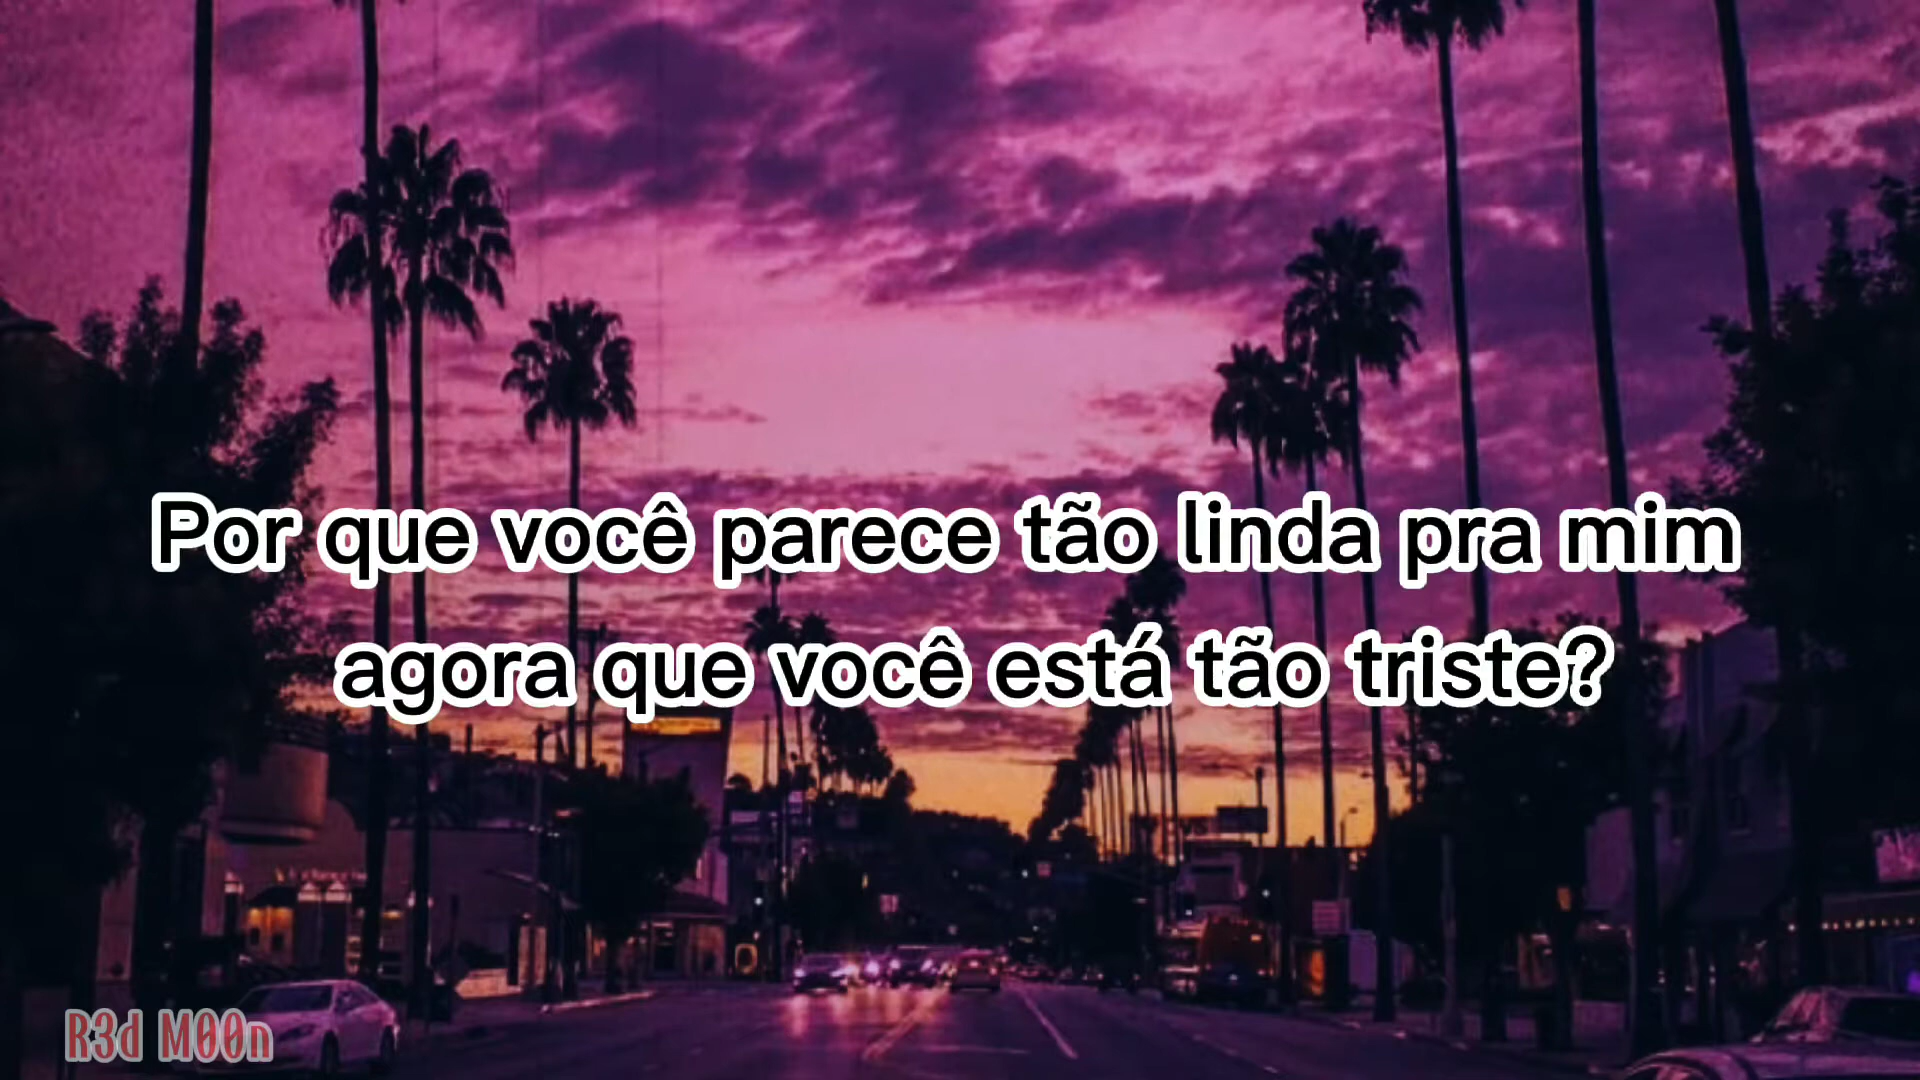 Por que você parece tão linda pra mim
agora que você está tão triste?
R3d M00n